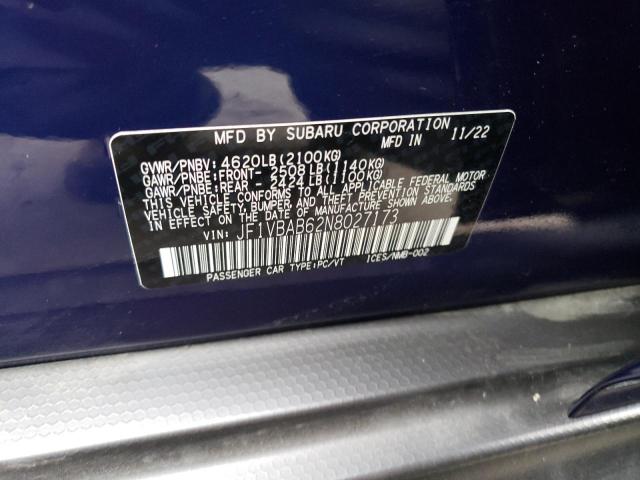 MFD BY SUBARU CORPORATION
MFD IN 11/22
GVWR/PNBV: 4620LB(2100KG)
GAWR/PNBE:FRONT- 2508LB(1140KG)
GAWR/PNBE:REAR - 2424LB(1100KG)
THIS VEHICLE CONFORMS TO ALL APPLICABLE FEDERAL MOTOR
VEHICLE SAFETY, BUMPER, AND THEFT PREVENTION STANDARDS
IN EFFECT ON THE DATE OF MANUFACTURE SHOWN ABOVE.
VIN: JF1VBAB62N8027173
PASSENGER CAR TYPE:PC/VT ICES/NMB-002